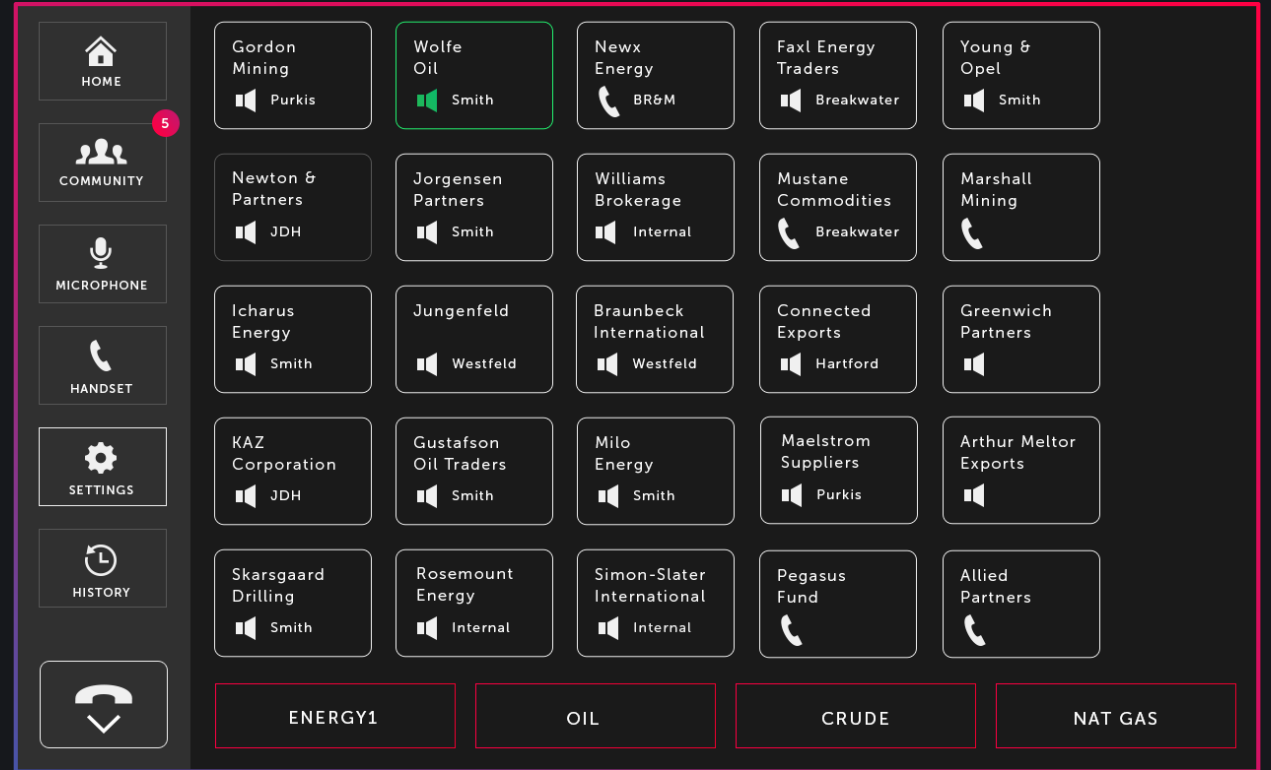 HOME
5
COMMUNITY
MICROPHONE
HANDSET
SETTINGS
HISTORY
Gordon
Mining
Purkis
Wolfe
Oil
Smith
Newx
Energy
BR&M
Faxl Energy
Traders
Breakwater
Young &
Opel
Smith
Newton &
Partners
JDH
Jorgensen
Partners
Smith
Williams
Brokerage
Internal
Mustane
Commodities
Breakwater
Marshall
Mining
Icharus
Energy
Smith
Jungenfeld
Westfeld
Braunbeck
International
Westfeld
Connected
Exports
Hartford
Greenwich
Partners
KAZ
Corporation
JDH
Gustafson
Oil Traders
Smith
Milo
Energy
Smith
Maelstrom
Suppliers
Purkis
Arthur Meltor
Exports
Skarsgaard
Drilling
Smith
Rosemount
Energy
Internal
Simon-Slater
International
Internal
Pegasus
Fund
Allied
Partners
ENERGY1
OIL
CRUDE
NAT GAS